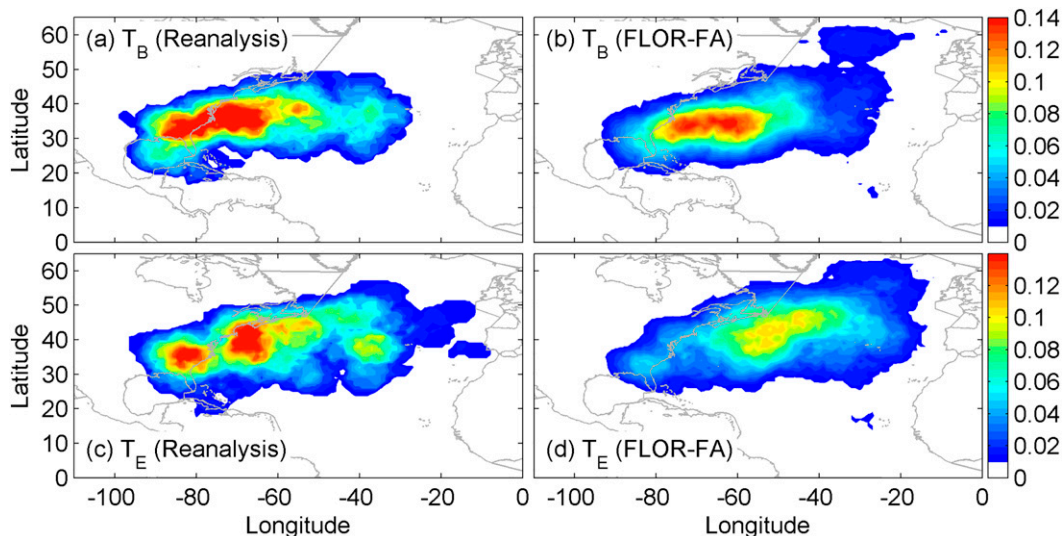 (a) T_B (Reanalysis)
(b) T_B (FLOR-FA)
Latitude
60
50
40
30
20
10
0
0.14
0.12
0.1
0.08
0.06
0.04
0.02
0
(c) T_E (Reanalysis)
(d) T_E (FLOR-FA)
Latitude
60
50
40
30
20
10
0
0.12
0.1
0.08
0.06
0.04
0.02
0
-100 -80 -60 -40 -20 0
-100 -80 -60 -40 -20 0
Longitude
Longitude